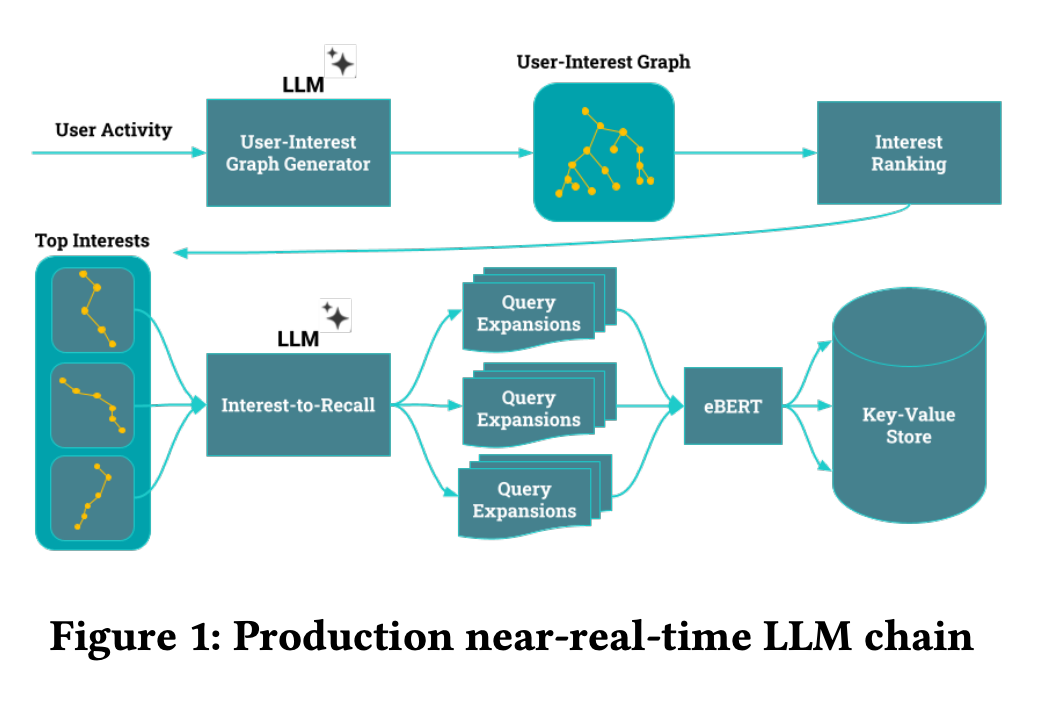 LLM
User-Interest Graph
User Activity
User-Interest
Graph Generator
Interest
Ranking
Top Interests
LLM
Interest-to-Recall
Query
Expansions
Query
Expansions
Query
Expansions
eBERT
Key-Value
Store
Figure 1: Production near-real-time LLM chain